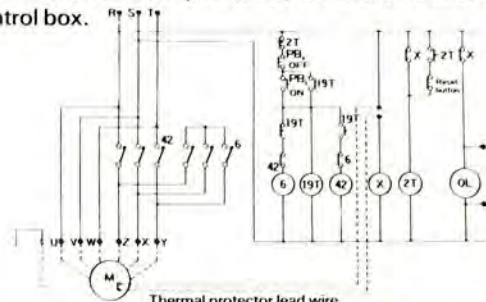 ntrol box.
R S T
2T
PB, OFF
PB, ON
19T
X
2T
X
Reset button
42
6
19T
19T
42
6
6
19T
42
X
2T
OL
U V W Z X Y
M
Thermal protector lead wire